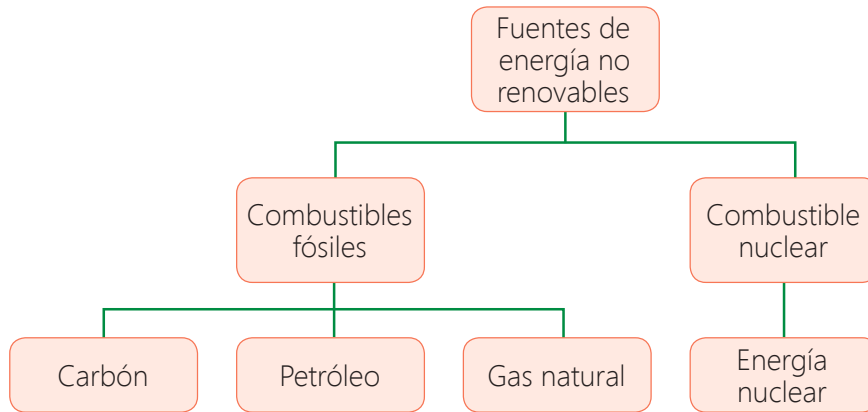 Fuentes de
energía no
renovables
Combustibles
fósiles
Combustible
nuclear
Carbón
Petróleo
Gas natural
Energía
nuclear